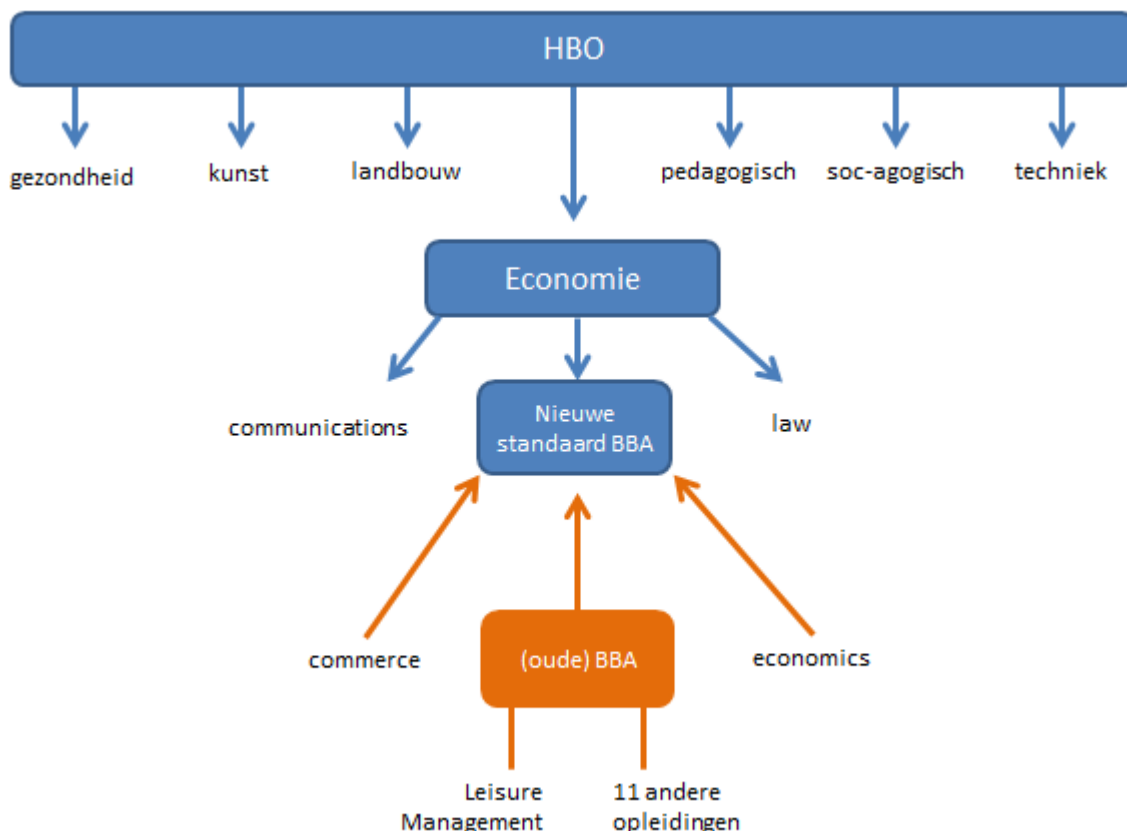 HBO
gezondheid
kunst
landbouw
pedagogisch
soc-agogisch
techniek
Economie
communications
Nieuwe
standaard BBA
law
commerce
(oude) BBA
economics
Leisure
Management
11 andere
opleidingen